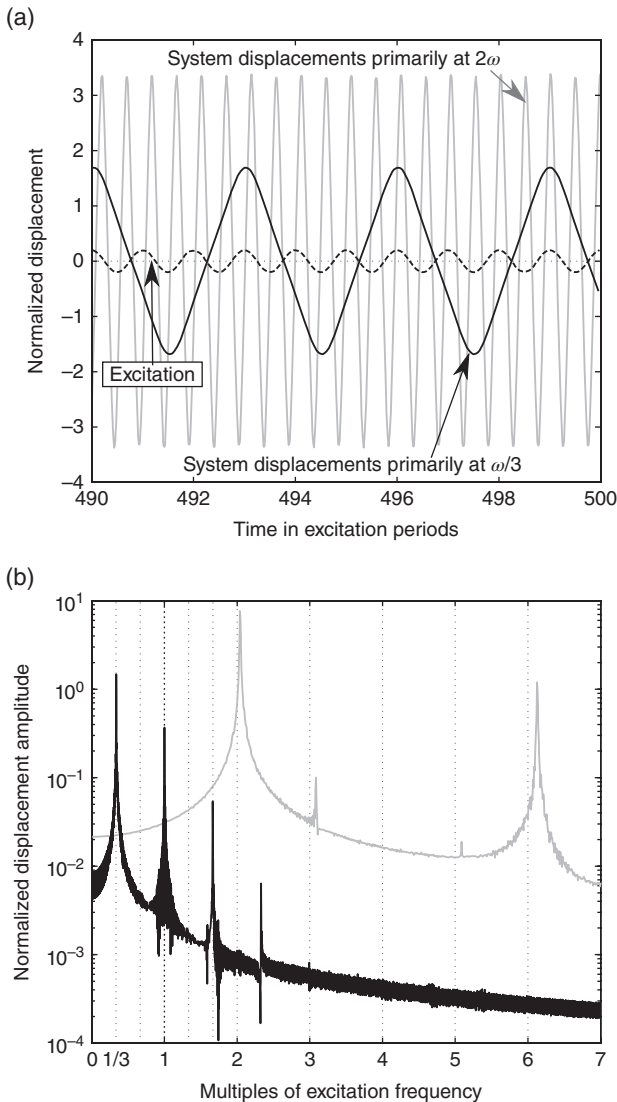 (a)
4
3
2
1
0
−1
−2
−3
−4
Normalized displacement
System displacements primarily at 2ω
Excitation
System displacements primarily at ω/3
490 492 494 496 498 500
Time in excitation periods
(b)
10^1
10^0
10^−1
10^−2
10^−3
10^−4
Normalized displacement amplitude
0 1/3 1 2 3 4 5 6 7
Multiples of excitation frequency